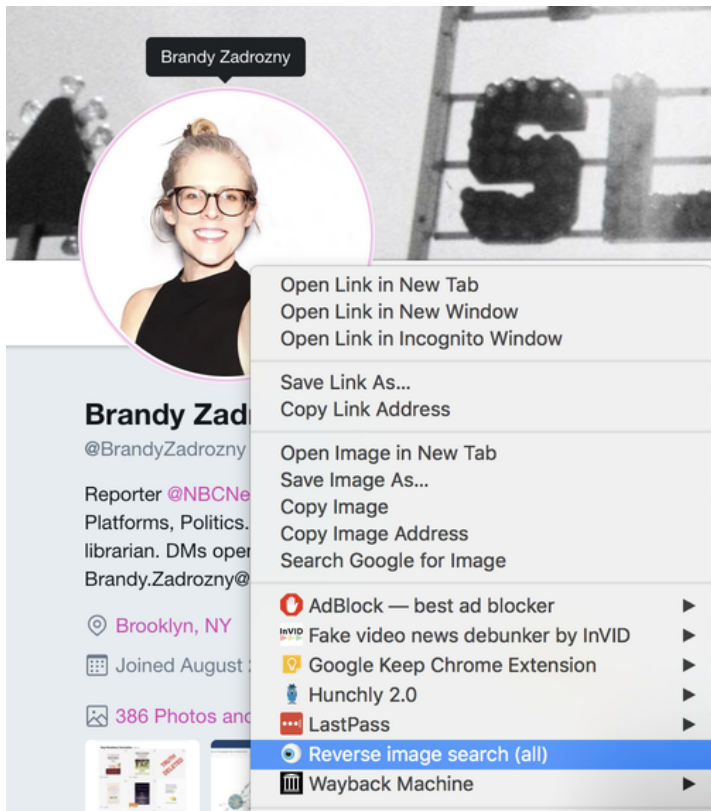 Brandy Zadrozny
SL
Brandy Zad
@BrandyZadrozny
Reporter @NBCNe
Platforms, Politics.
librarian. DMs oper
Brandy.Zadrozny@
Brooklyn, NY
Joined August
386 Photos and
Open Link in New Tab
Open Link in New Window
Open Link in Incognito Window
Save Link As...
Copy Link Address
Open Image in New Tab
Save Image As...
Copy Image
Copy Image Address
Search Google for Image
AdBlock — best ad blocker
InVID Fake video news debunker by InVID
Google Keep Chrome Extension
Hunchly 2.0
LastPass
Reverse image search (all)
Wayback Machine
TRUTH